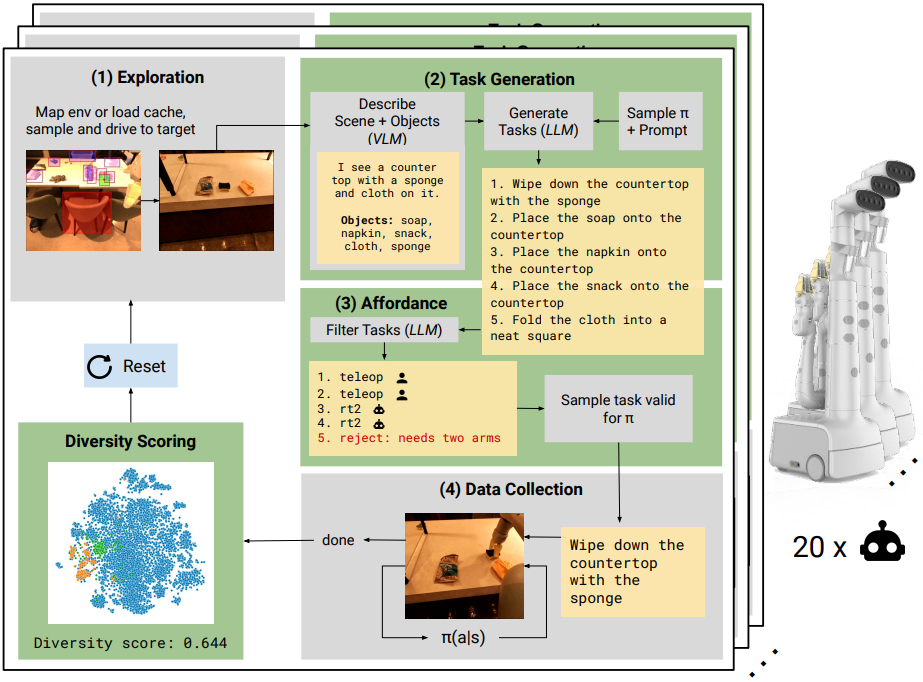 (1) Exploration
Map env or load cache,
sample and drive to target
(2) Task Generation
Describe
Scene + Objects
(VLM)
I see a counter
top with a sponge
and cloth on it.
Objects: soap,
napkin, snack,
cloth, sponge
Generate
Tasks (LLM)
Sample π
+ Prompt
1. Wipe down the countertop
with the sponge
2. Place the soap onto the
countertop
3. Place the napkin onto
the countertop
4. Place the snack onto the
countertop
5. Fold the cloth into a
neat square
(3) Affordance
Filter Tasks (LLM)
1. teleop
2. teleop
3. rt2
4. rt2
5. reject: needs two arms
Sample task valid
for π
(4) Data Collection
Wipe down the
countertop
with the
sponge
π(a|s)
done
Diversity Scoring
Diversity score: 0.644
Reset
20 x